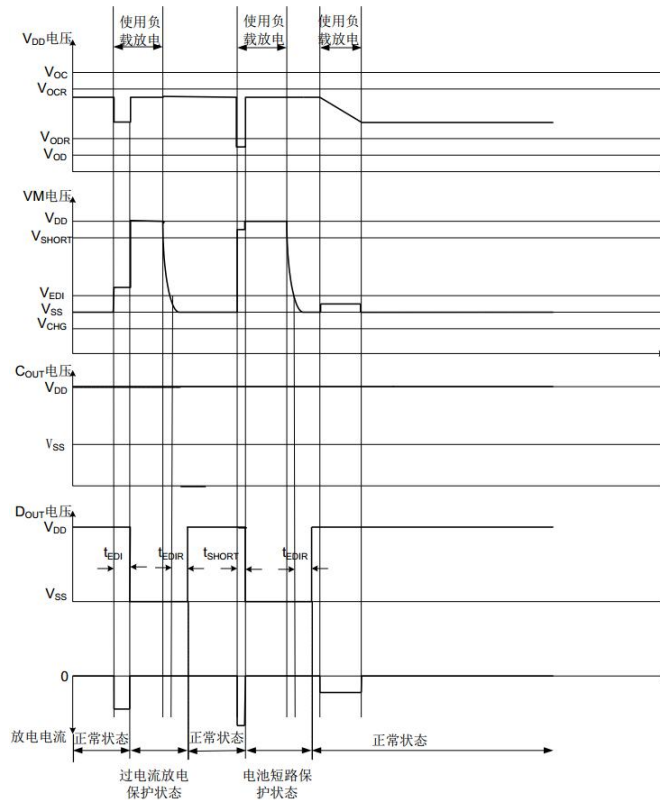 使用负
载放电
使用负
载放电
使用负
载放电
VDD电压
VOC
VOCR
VODR
VOD
VM电压
VDD
VSHORT
VEDI
VSS
VCHG
COUT电压
VDD
VSS
DOUT电压
VDD
tEDI
tEDIR
tSHORT
tEDIR
VSS
0
放电电流
正常状态
正常状态
正常状态
过电流放电
保护状态
电池短路保
护状态